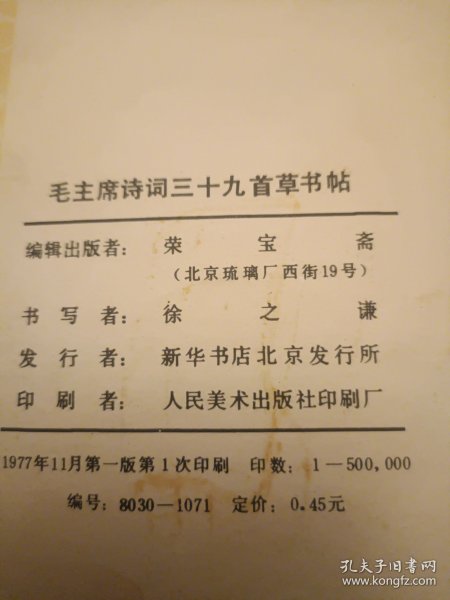 毛主席诗词三十九首草书帖
编辑出版者： 荣宝斋
（北京琉璃厂西街19号）
书写者： 徐之谦
发行者： 新华书店北京发行所
印刷者： 人民美术出版社印刷厂
1977年11月第一版第1次印刷 印数：1—500,000
编号：8030—1071 定价：0.45元
孔夫子旧书网
www.kongfz.com